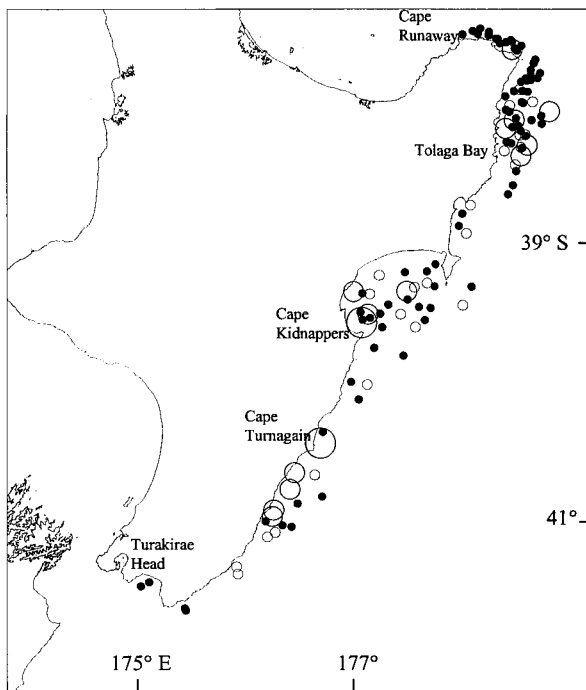 Cape
Runaway
Tolaga Bay
39° S
Cape
Kidnappers
Cape
Turnagain
41°
Turakirae
Head
175° E
177°